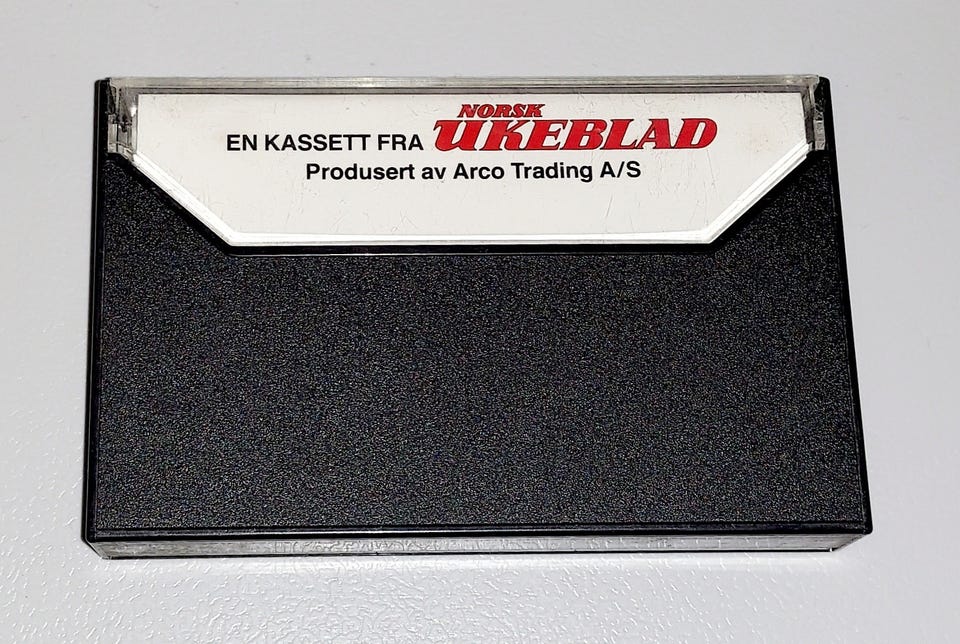 NORSK
EN KASSETT FRA UKEBLAD
Produsert av Arco Trading A/S